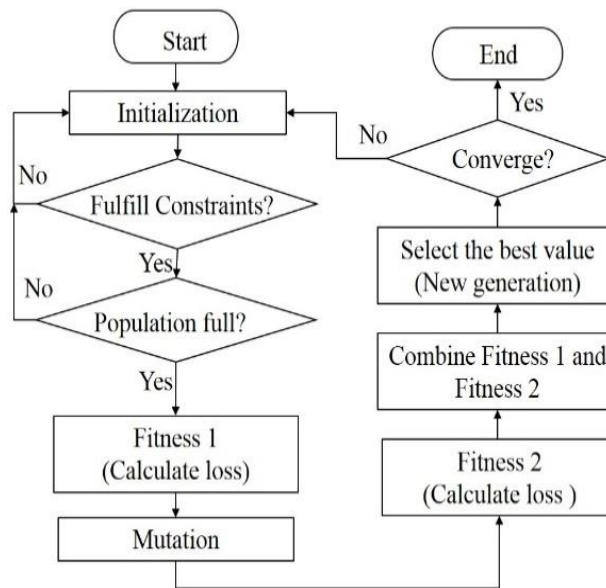 Start
Initialization
No
Fulfill Constraints?
Yes
No
Population full?
Yes
Fitness 1
(Calculate loss)
Mutation
End
Yes
No
Converge?
Select the best value
(New generation)
Combine Fitness 1 and
Fitness 2
Fitness 2
(Calculate loss )